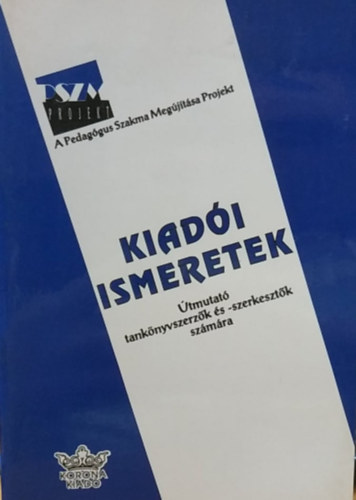 PSZM
PROJEKT
A Pedagógus Szakma Megújítása Projekt
KIADÓI
ISMERETEK
Útmutató
tankönyvszerzők és -szerkesztők
számára
KORONA
KIADÓ